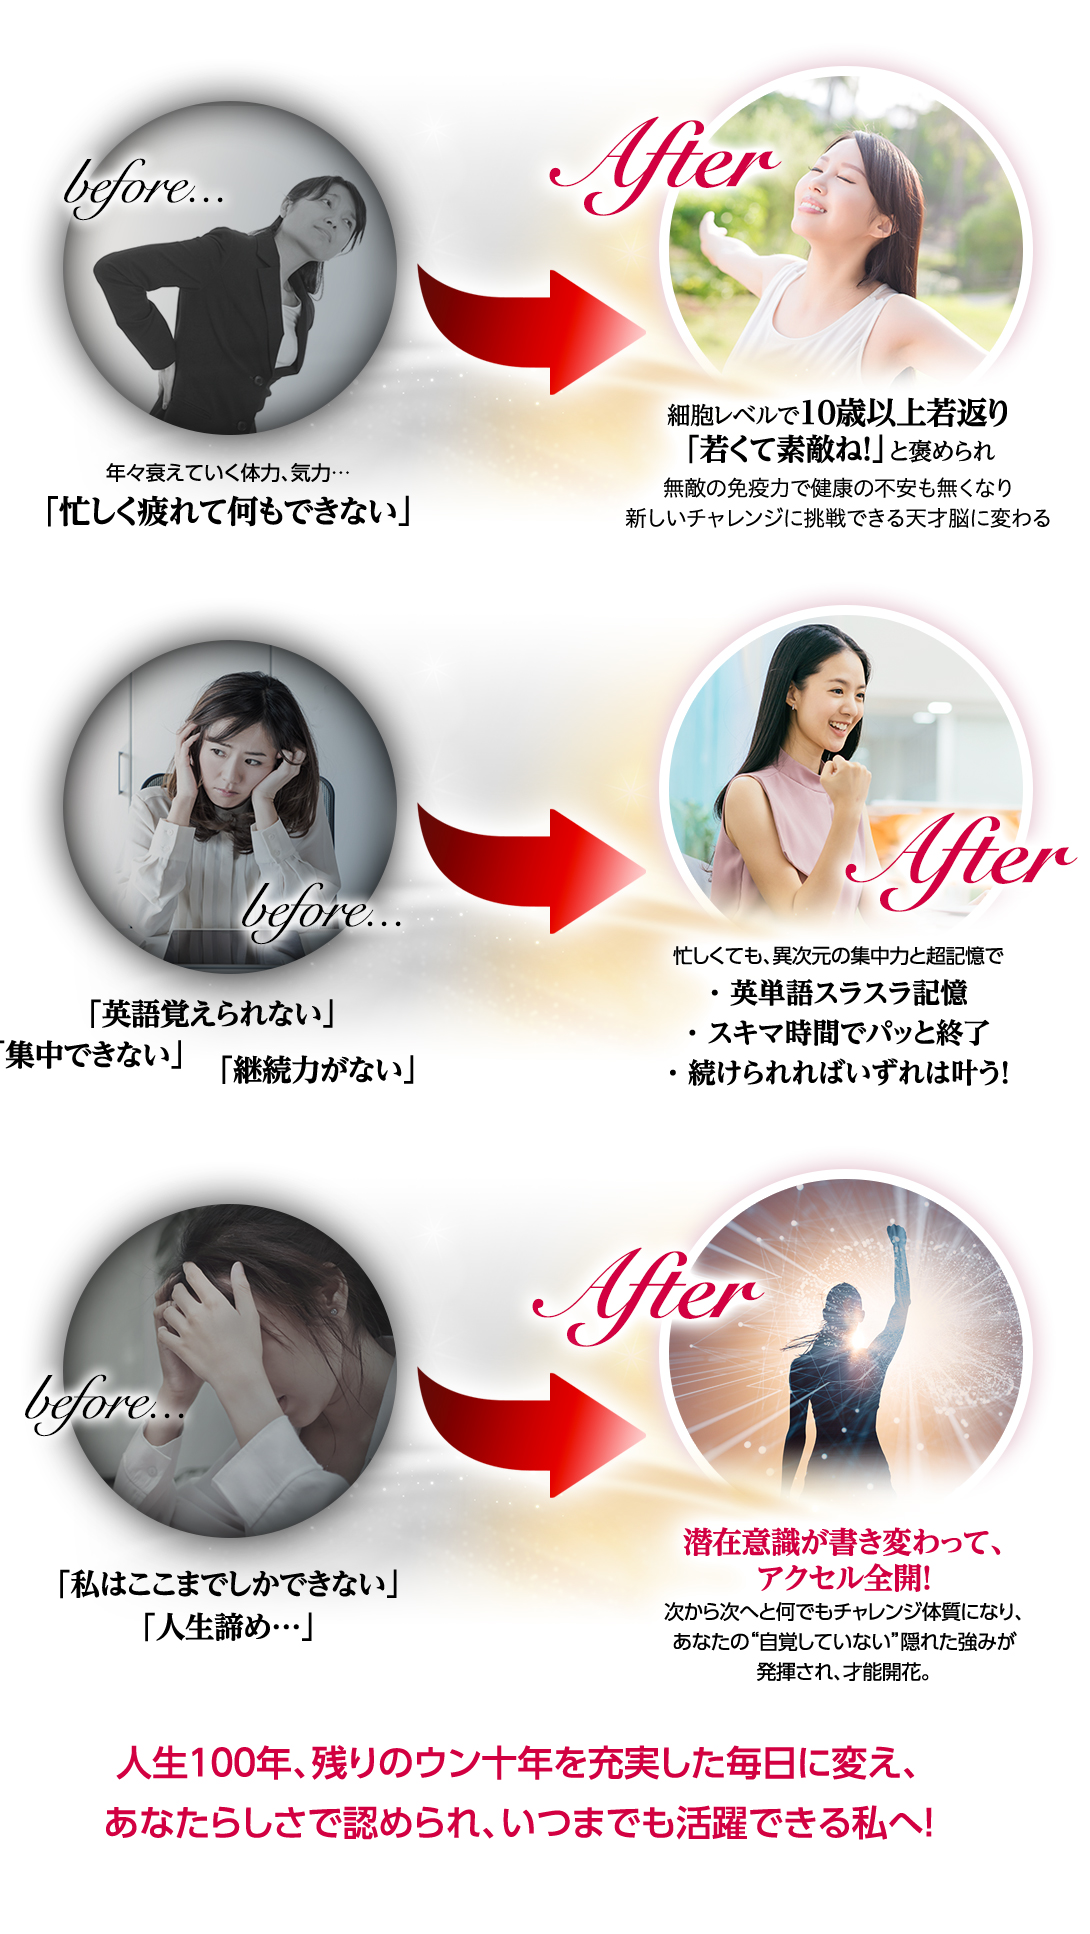 before...
After
年々衰えていく体力、気力…
「忙しく疲れて何もできない」
細胞レベルで10歳以上若返り
「若くて素敵ね!」と褒められ
無敵の免疫力で健康の不安も無くなり
新しいチャレンジに挑戦できる天才脳に変わる
before...
After
「英語覚えられない」
「集中できない」
「継続力がない」
忙しくても、異次元の集中力と超記憶で
・ 英単語スラスラ記憶
・ スキマ時間でパッと終了
・ 続けられればいずれは叶う!
before...
After
「私はここまでしかできない」
「人生諦め…」
潜在意識が書き変わって、
アクセル全開!
次から次へと何でもチャレンジ体質になり、
あなたの“自覚していない”隠れた強みが
発揮され、才能開花。
人生100年、残りのウン十年を充実した毎日に変え、
あなたらしさで認められ、いつまでも活躍できる私へ!